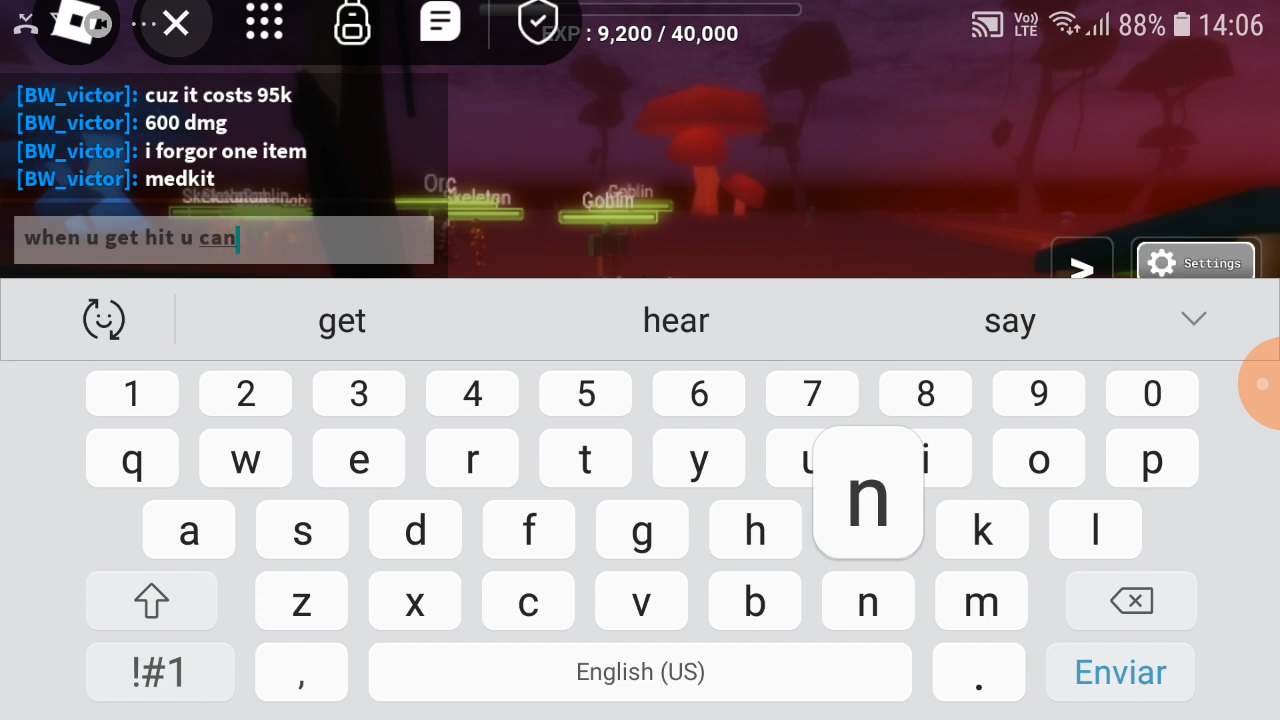 EXP : 9,200 / 40,000
Vo)) LTE 88% 14:06
[BW_victor]: cuz it costs 95k
[BW_victor]: 600 dmg
[BW_victor]: i forgor one item
[BW_victor]: medkit
Orc
Skeleton
Goblin
Goblin
when u get hit u can
>
Settings
get hear say
1 2 3 4 5 6 7 8 9 0
q w e r t y u i o p
n
a s d f g h k l
z x c v b n m
!#1 , English (US) . Enviar